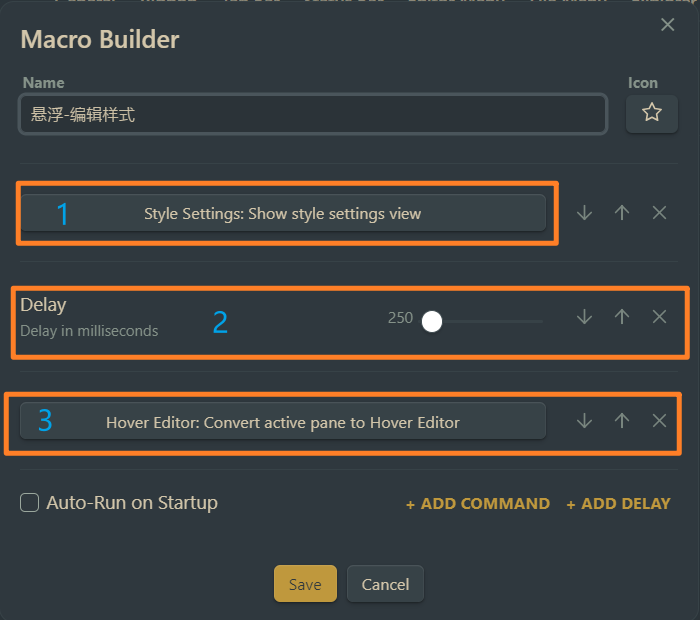 Macro Builder
Name
Icon
悬浮-编辑样式
1
Style Settings: Show style settings view
Delay
250
Delay in milliseconds
2
3
Hover Editor: Convert active pane to Hover Editor
Auto-Run on Startup
+ ADD COMMAND
+ ADD DELAY
Save
Cancel